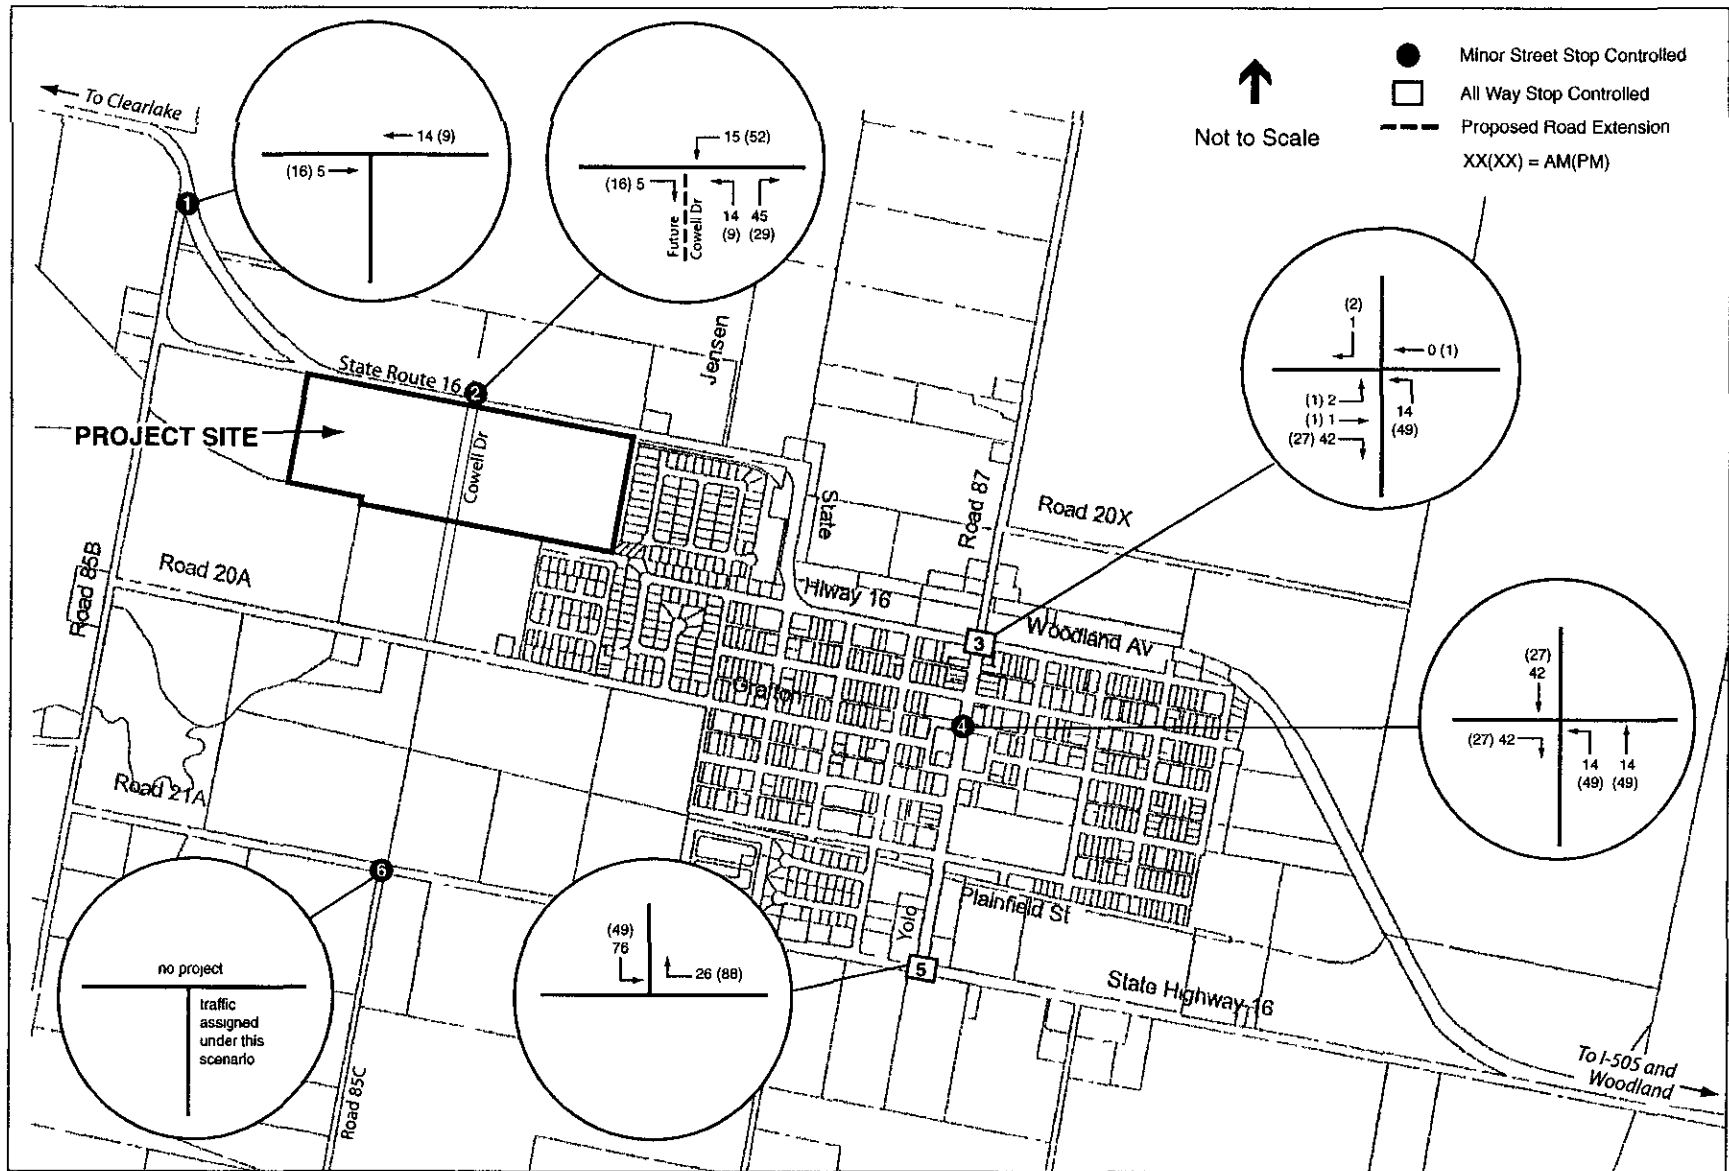 Minor Street Stop Controlled
All Way Stop Controlled
Proposed Road Extension
XX(XX) = AM(PM)
Not to Scale
To Clearlake
14 (9)
(16) 5
15 (52)
(16) 5
14
(9)
45
(29)
Future
Cowell Dr
1
2
State Route 16
Jensen
PROJECT SITE
Cowell Dr
(2)
1
0 (1)
(1) 2
(1) 1
(27) 42
14
(49)
State
Hiway 16
Road 87
Road 20X
Woodland Av
3
Road 85B
Road 20A
Grafton
4
(27)
42
(27) 42
14
(49)
14
(49)
Road 21A
6
no project
traffic
assigned
under this
scenario
Road 85C
(49)
76
26 (88)
Yolo
Plainfield St
5
State Highway 16
To I-505 and
Woodland